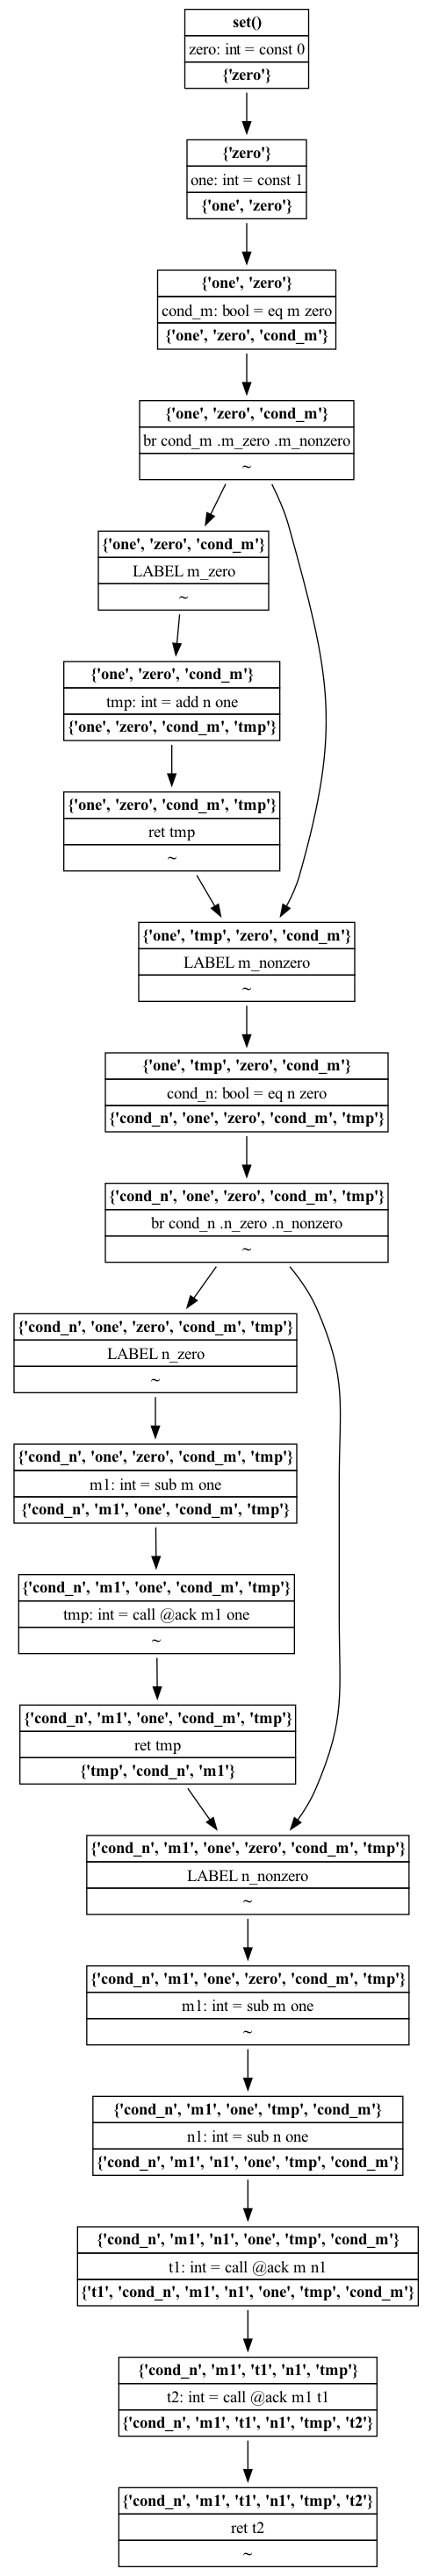 set()
zero: int = const 0
{'zero'}
{'zero'}
one: int = const 1
{'one', 'zero'}
{'one', 'zero'}
cond_m: bool = eq m zero
{'one', 'zero', 'cond_m'}
{'one', 'zero', 'cond_m'}
br cond_m .m_zero .m_nonzero
~
{'one', 'zero', 'cond_m'}
LABEL m_zero
~
{'one', 'zero', 'cond_m'}
tmp: int = add n one
{'one', 'zero', 'cond_m', 'tmp'}
{'one', 'zero', 'cond_m', 'tmp'}
ret tmp
~
{'one', 'tmp', 'zero', 'cond_m'}
LABEL m_nonzero
~
{'one', 'tmp', 'zero', 'cond_m'}
cond_n: bool = eq n zero
{'cond_n', 'one', 'zero', 'cond_m', 'tmp'}
{'cond_n', 'one', 'zero', 'cond_m', 'tmp'}
br cond_n .n_zero .n_nonzero
~
{'cond_n', 'one', 'zero', 'cond_m', 'tmp'}
LABEL n_zero
~
{'cond_n', 'one', 'zero', 'cond_m', 'tmp'}
m1: int = sub m one
{'cond_n', 'm1', 'one', 'cond_m', 'tmp'}
{'cond_n', 'm1', 'one', 'cond_m', 'tmp'}
tmp: int = call @ack m1 one
~
{'cond_n', 'm1', 'one', 'cond_m', 'tmp'}
ret tmp
{'tmp', 'cond_n', 'm1'}
{'cond_n', 'm1', 'one', 'zero', 'cond_m', 'tmp'}
LABEL n_nonzero
~
{'cond_n', 'm1', 'one', 'zero', 'cond_m', 'tmp'}
m1: int = sub m one
~
{'cond_n', 'm1', 'one', 'tmp', 'cond_m'}
n1: int = sub n one
{'cond_n', 'm1', 'n1', 'one', 'tmp', 'cond_m'}
{'cond_n', 'm1', 'n1', 'one', 'tmp', 'cond_m'}
t1: int = call @ack m n1
{'t1', 'cond_n', 'm1', 'n1', 'one', 'tmp', 'cond_m'}
{'cond_n', 'm1', 't1', 'n1', 'tmp'}
t2: int = call @ack m1 t1
{'cond_n', 'm1', 't1', 'n1', 'tmp', 't2'}
{'cond_n', 'm1', 't1', 'n1', 'tmp', 't2'}
ret t2
~